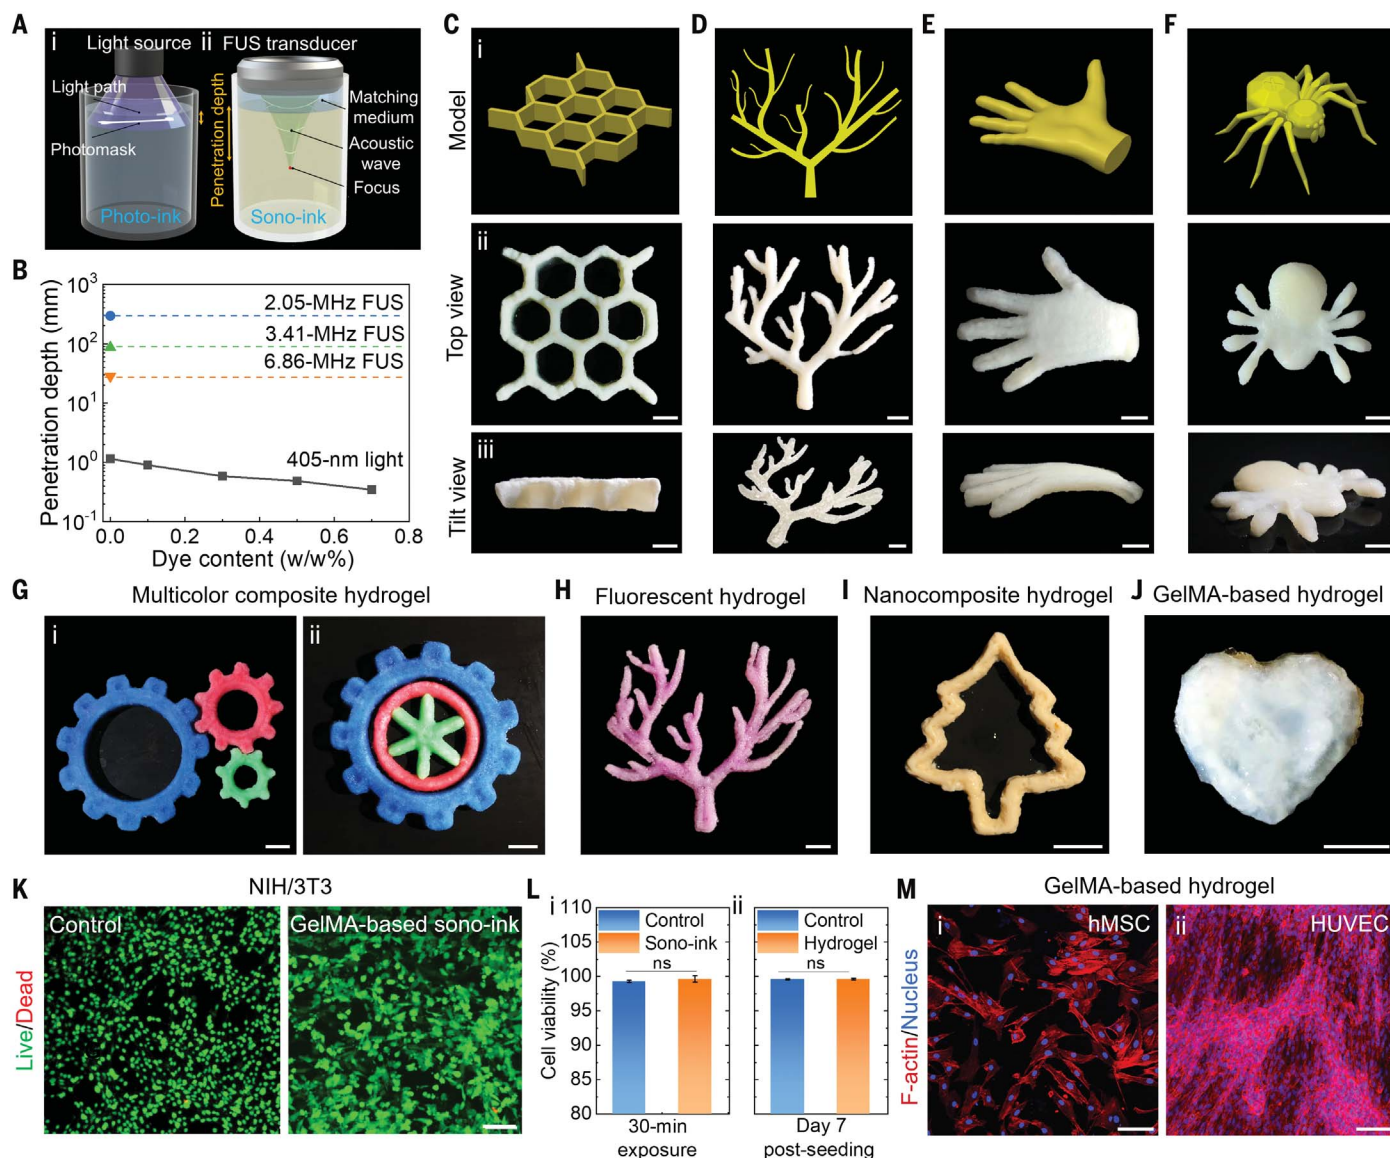 A
i
Light source
ii
FUS transducer
Light path
Photomask
Penetration depth
Matching
medium
Acoustic
wave
Focus
Photo-ink
Sono-ink
B
Penetration depth (mm)
10³
10²
10¹
10⁰
10⁻¹
2.05-MHz FUS
3.41-MHz FUS
6.86-MHz FUS
405-nm light
0.0 0.2 0.4 0.6 0.8
Dye content (w/w%)
C
D
E
F
i
Model
ii
Top view
iii
Tilt view
G
Multicolor composite hydrogel
i
ii
H
Fluorescent hydrogel
I
Nanocomposite hydrogel
J
GelMA-based hydrogel
K
NIH/3T3
Live/Dead
Control
GelMA-based sono-ink
L
Cell viability (%)
110
105
100
95
90
85
80
i
Control
Sono-ink
ns
30-min
exposure
ii
Control
Hydrogel
ns
Day 7
post-seeding
M
GelMA-based hydrogel
F-actin/Nucleus
i
hMSC
ii
HUVEC